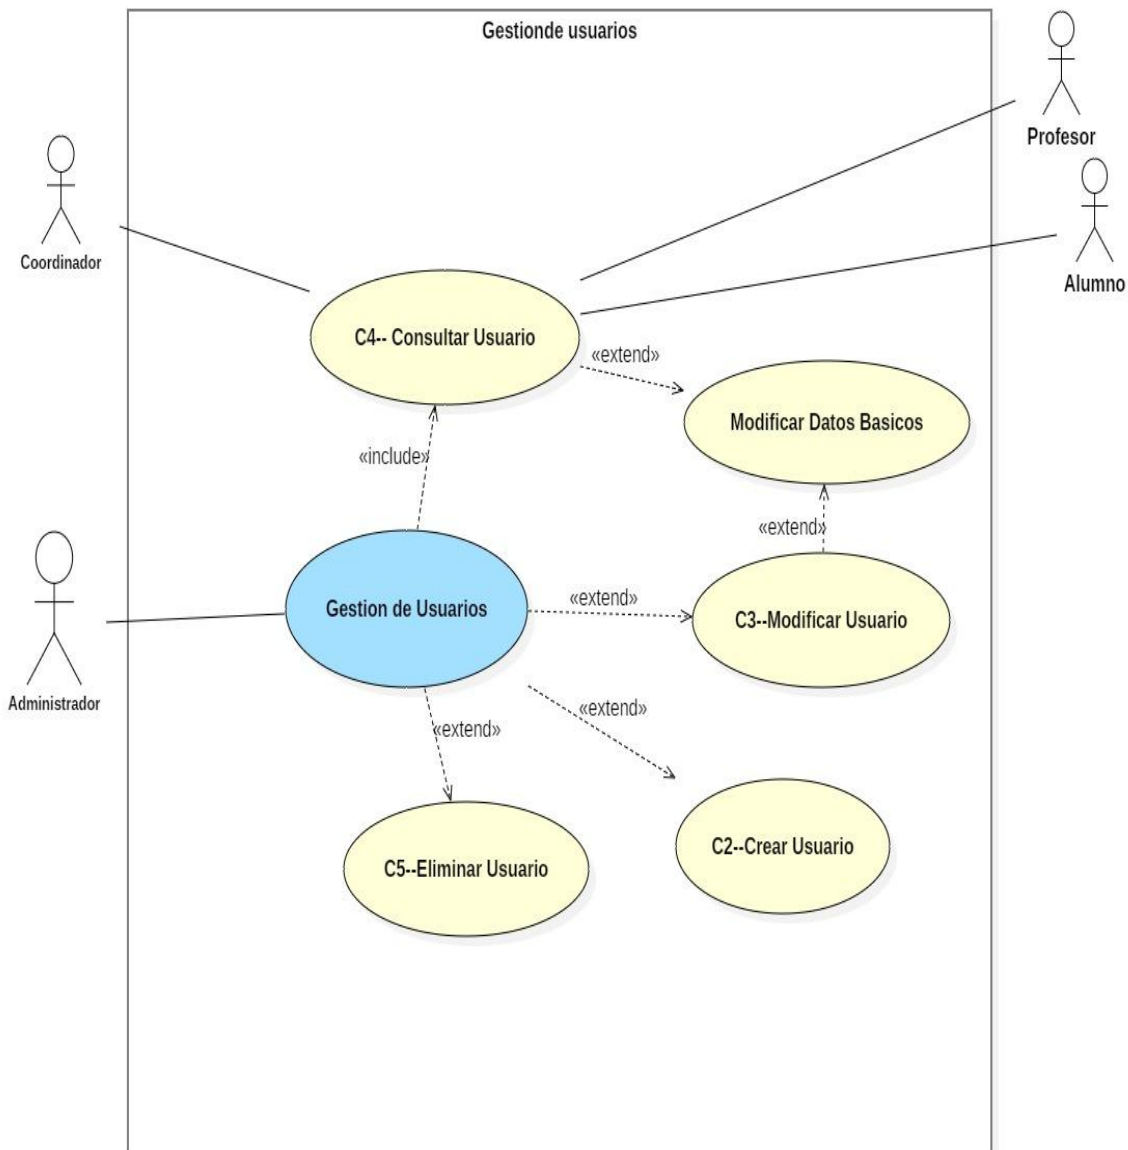 Gestionde usuarios
Profesor
Coordinador
Alumno
C4-- Consultar Usuario
«extend»
Modificar Datos Basicos
«include»
«extend»
Gestion de Usuarios
«extend»
C3--Modificar Usuario
Administrador
«extend»
«extend»
C2--Crear Usuario
C5--Eliminar Usuario